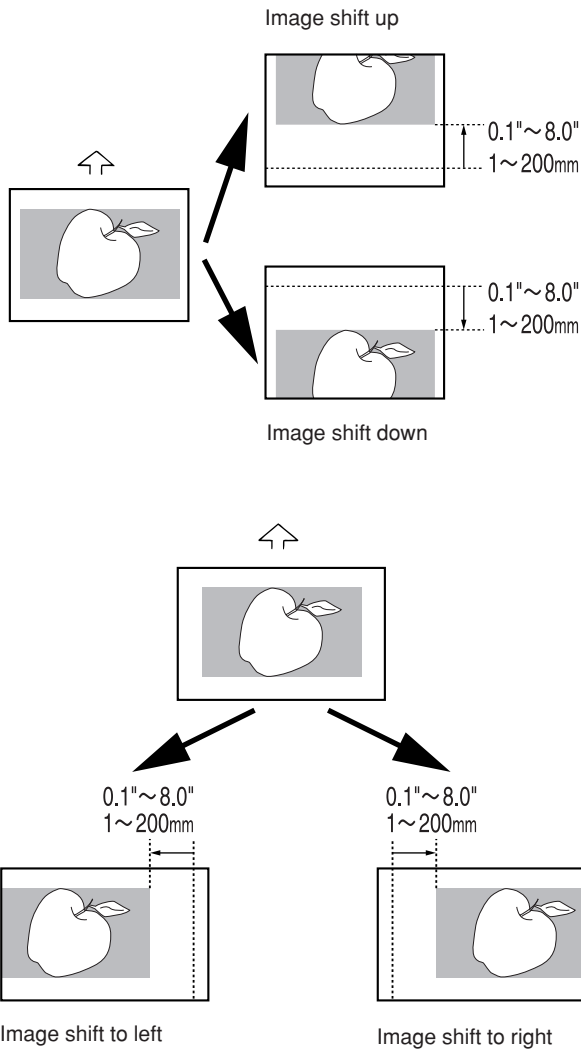 Image shift up
0.1"～8.0"
1～200mm
0.1"～8.0"
1～200mm
Image shift down
0.1"～8.0"
1～200mm
0.1"～8.0"
1～200mm
Image shift to left
Image shift to right